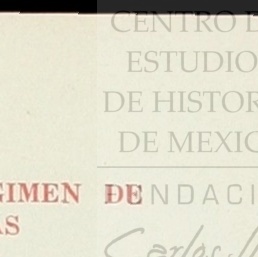 CENTRO D
ESTUDIO
DE HISTOR
DE MEXIC
GIMEN DE
NDACI
AS
Carlos